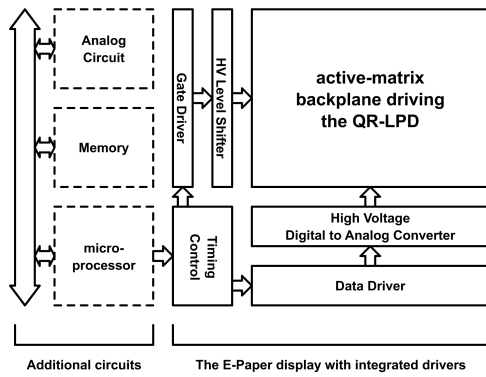 Analog
Circuit
Memory
micro-
processor
Gate Driver
HV Level Shifter
active-matrix
backplane driving
the QR-LPD
Timing
Control
High Voltage
Digital to Analog Converter
Data Driver
Additional circuits
The E-Paper display with integrated drivers